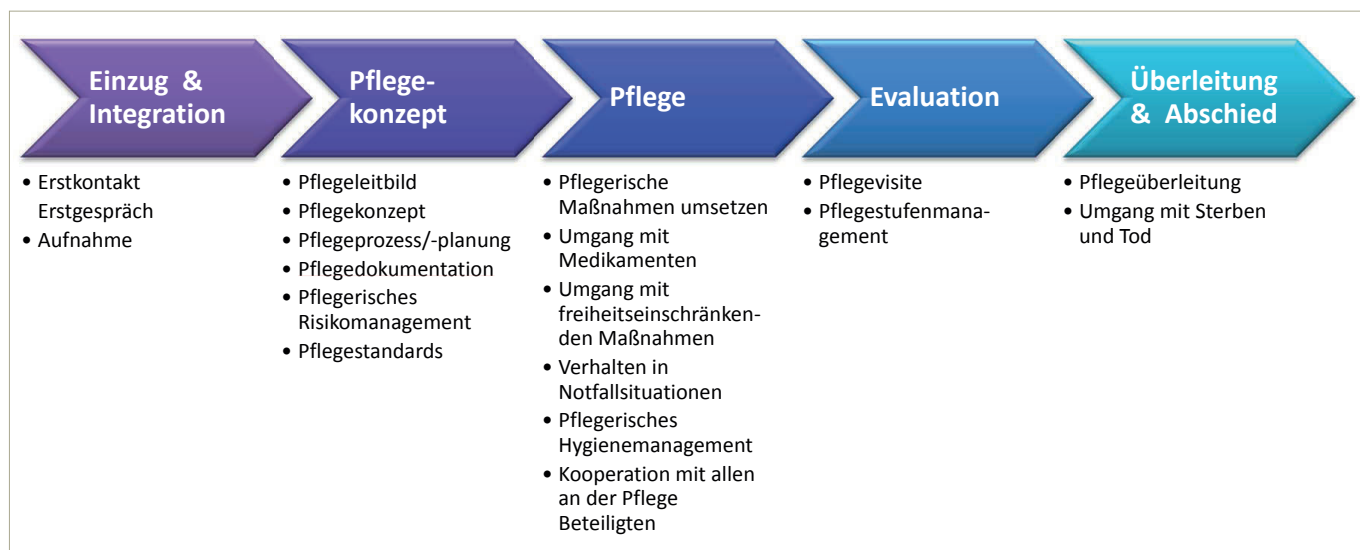 Einzug &
Integration
• Erstkontakt
Erstgespräch
• Aufnahme
Pflege-
konzept
• Pflegeleitbild
• Pflegekonzept
• Pflegeprozess/-planung
• Pflegedokumentation
• Pflegerisches
Risikomanagement
• Pflegestandards
Pflege
• Pflegerische
Maßnahmen umsetzen
• Umgang mit
Medikamenten
• Umgang mit
freiheitseinschränken-
den Maßnahmen
• Verhalten in
Notfallsituationen
• Pflegerisches
Hygienemanagement
• Kooperation mit allen
an der Pflege
Beteiligten
Evaluation
• Pflegevisite
• Pflegestufenmana-
gement
Überleitung
& Abschied
• Pflegeüberleitung
• Umgang mit Sterben
und Tod